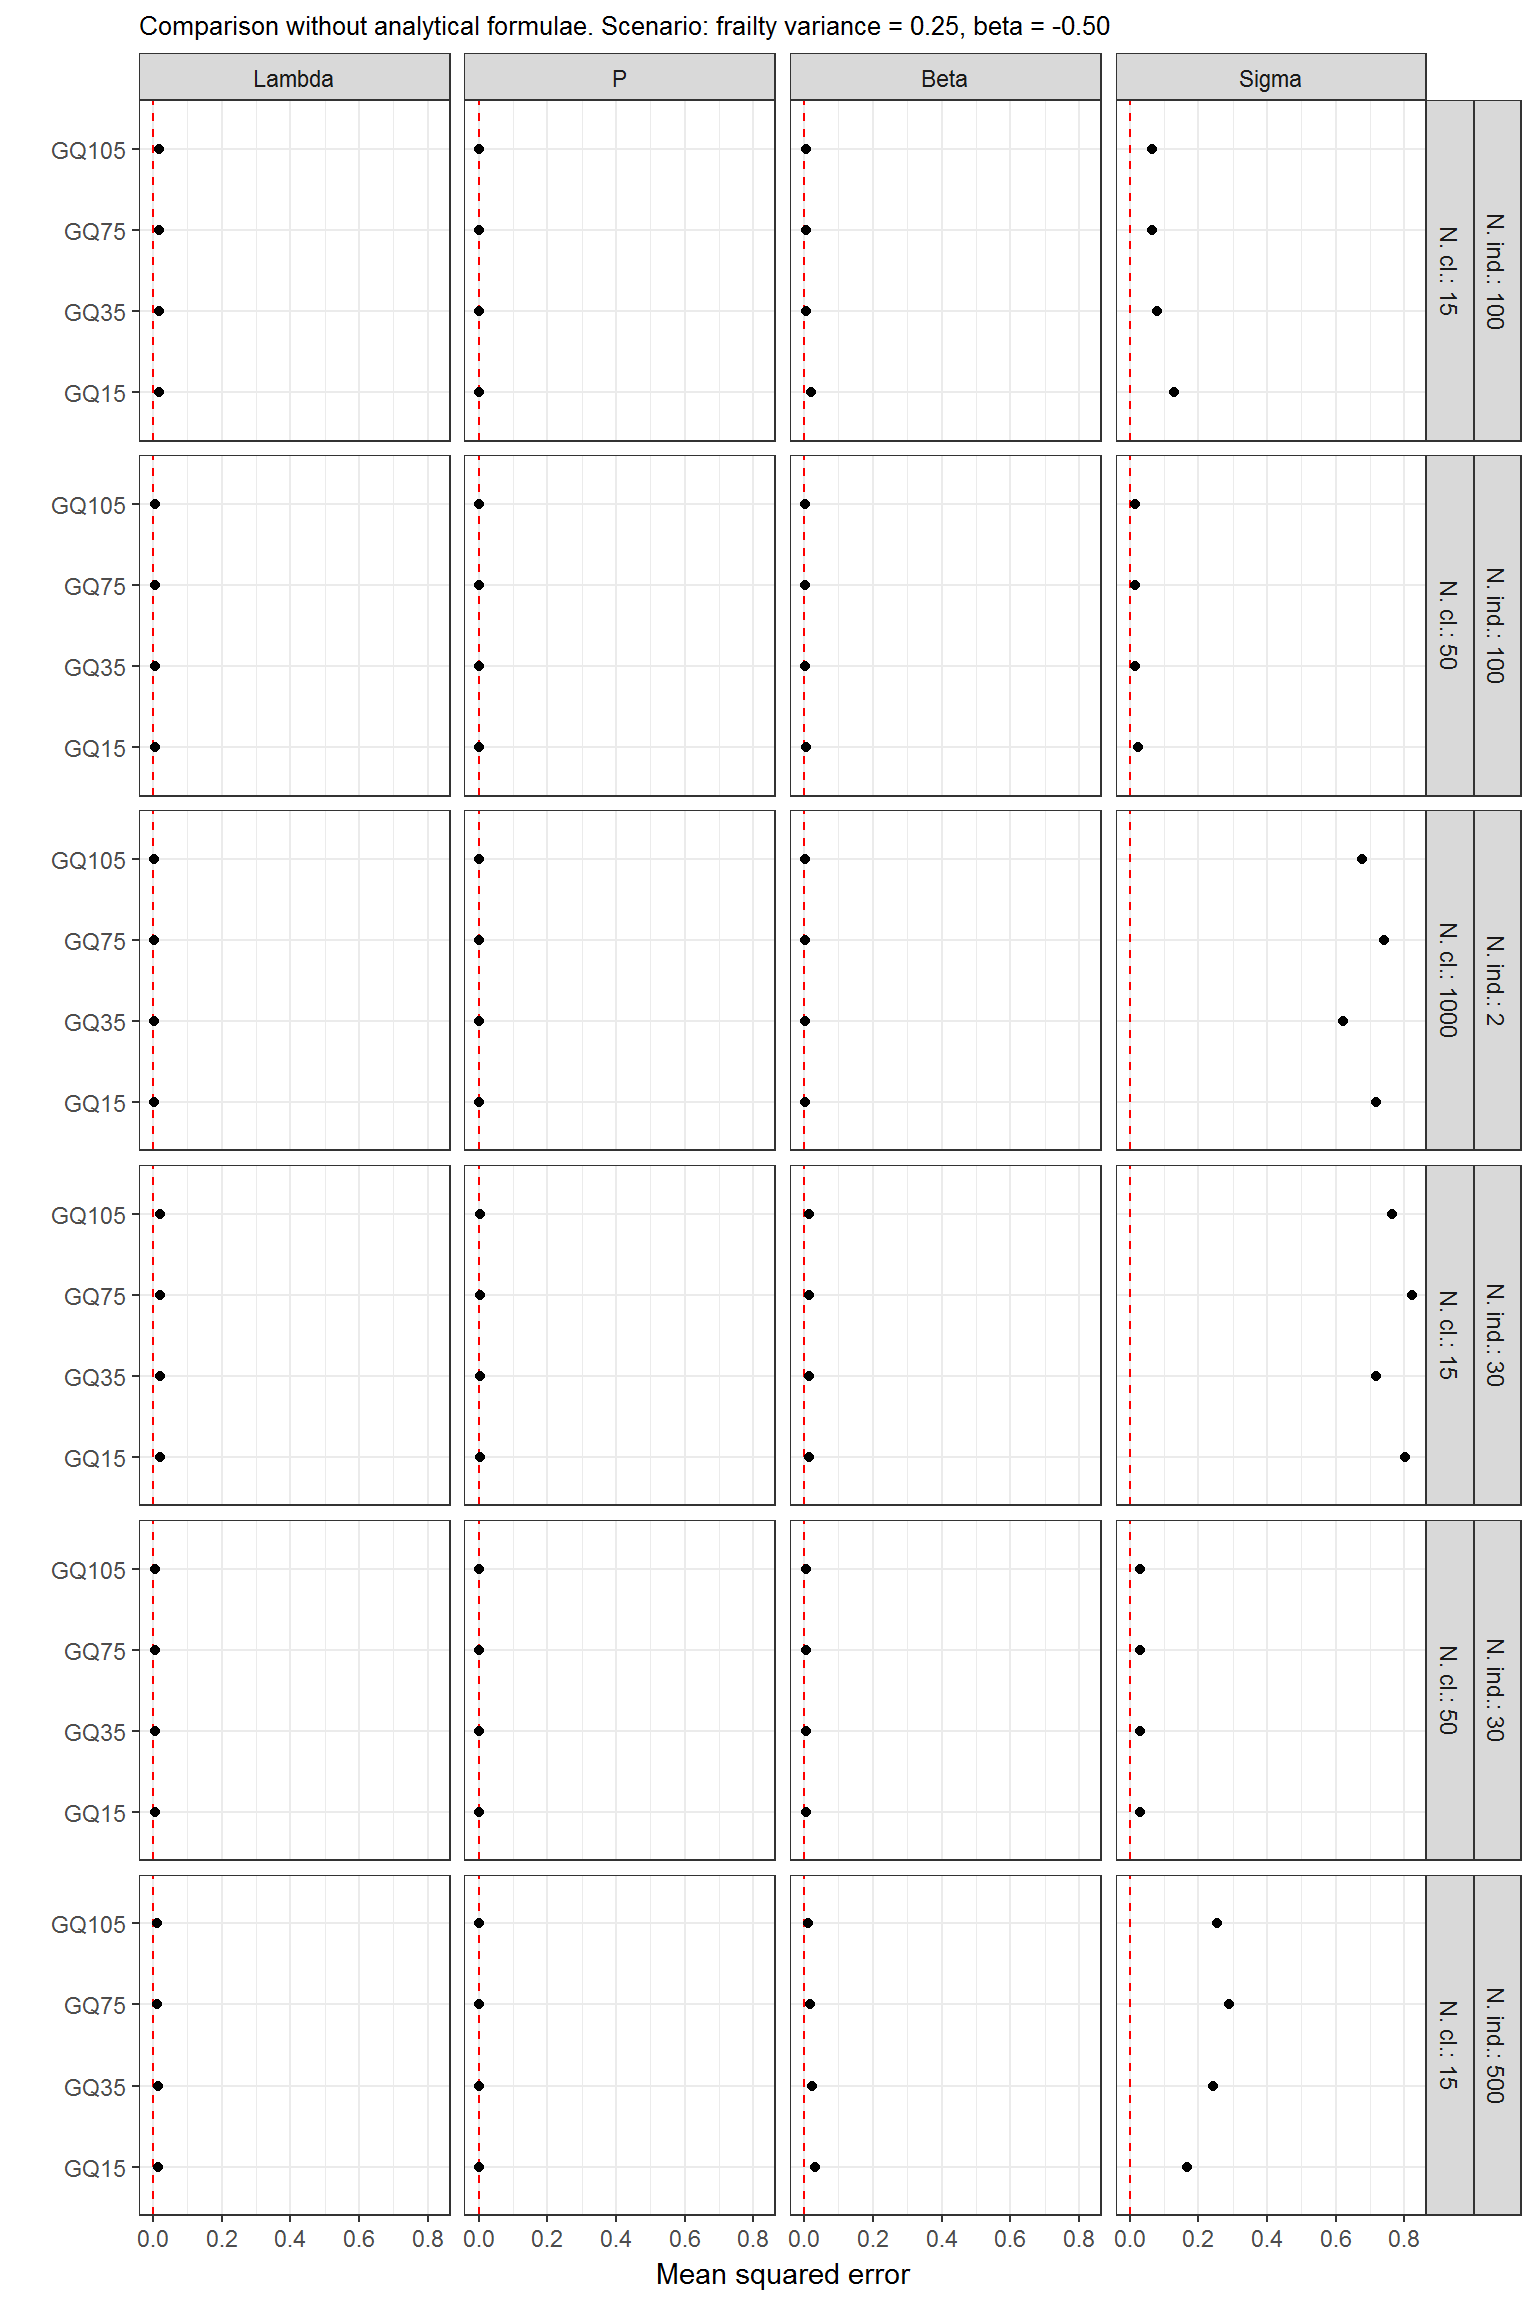 Comparison without analytical formulae. Scenario: frailty variance = 0.25, beta = -0.50
Lambda P Beta Sigma
GQ105
GQ75
GQ35
GQ15
N. cl.: 15
N. ind.: 100
GQ105
GQ75
GQ35
GQ15
N. cl.: 50
N. ind.: 100
GQ105
GQ75
GQ35
GQ15
N. cl.: 1000
N. ind.: 2
GQ105
GQ75
GQ35
GQ15
N. cl.: 15
N. ind.: 30
GQ105
GQ75
GQ35
GQ15
N. cl.: 50
N. ind.: 30
GQ105
GQ75
GQ35
GQ15
N. cl.: 15
N. ind.: 500
0.0 0.2 0.4 0.6 0.8 0.0 0.2 0.4 0.6 0.8 0.0 0.2 0.4 0.6 0.8 0.0 0.2 0.4 0.6 0.8
Mean squared error